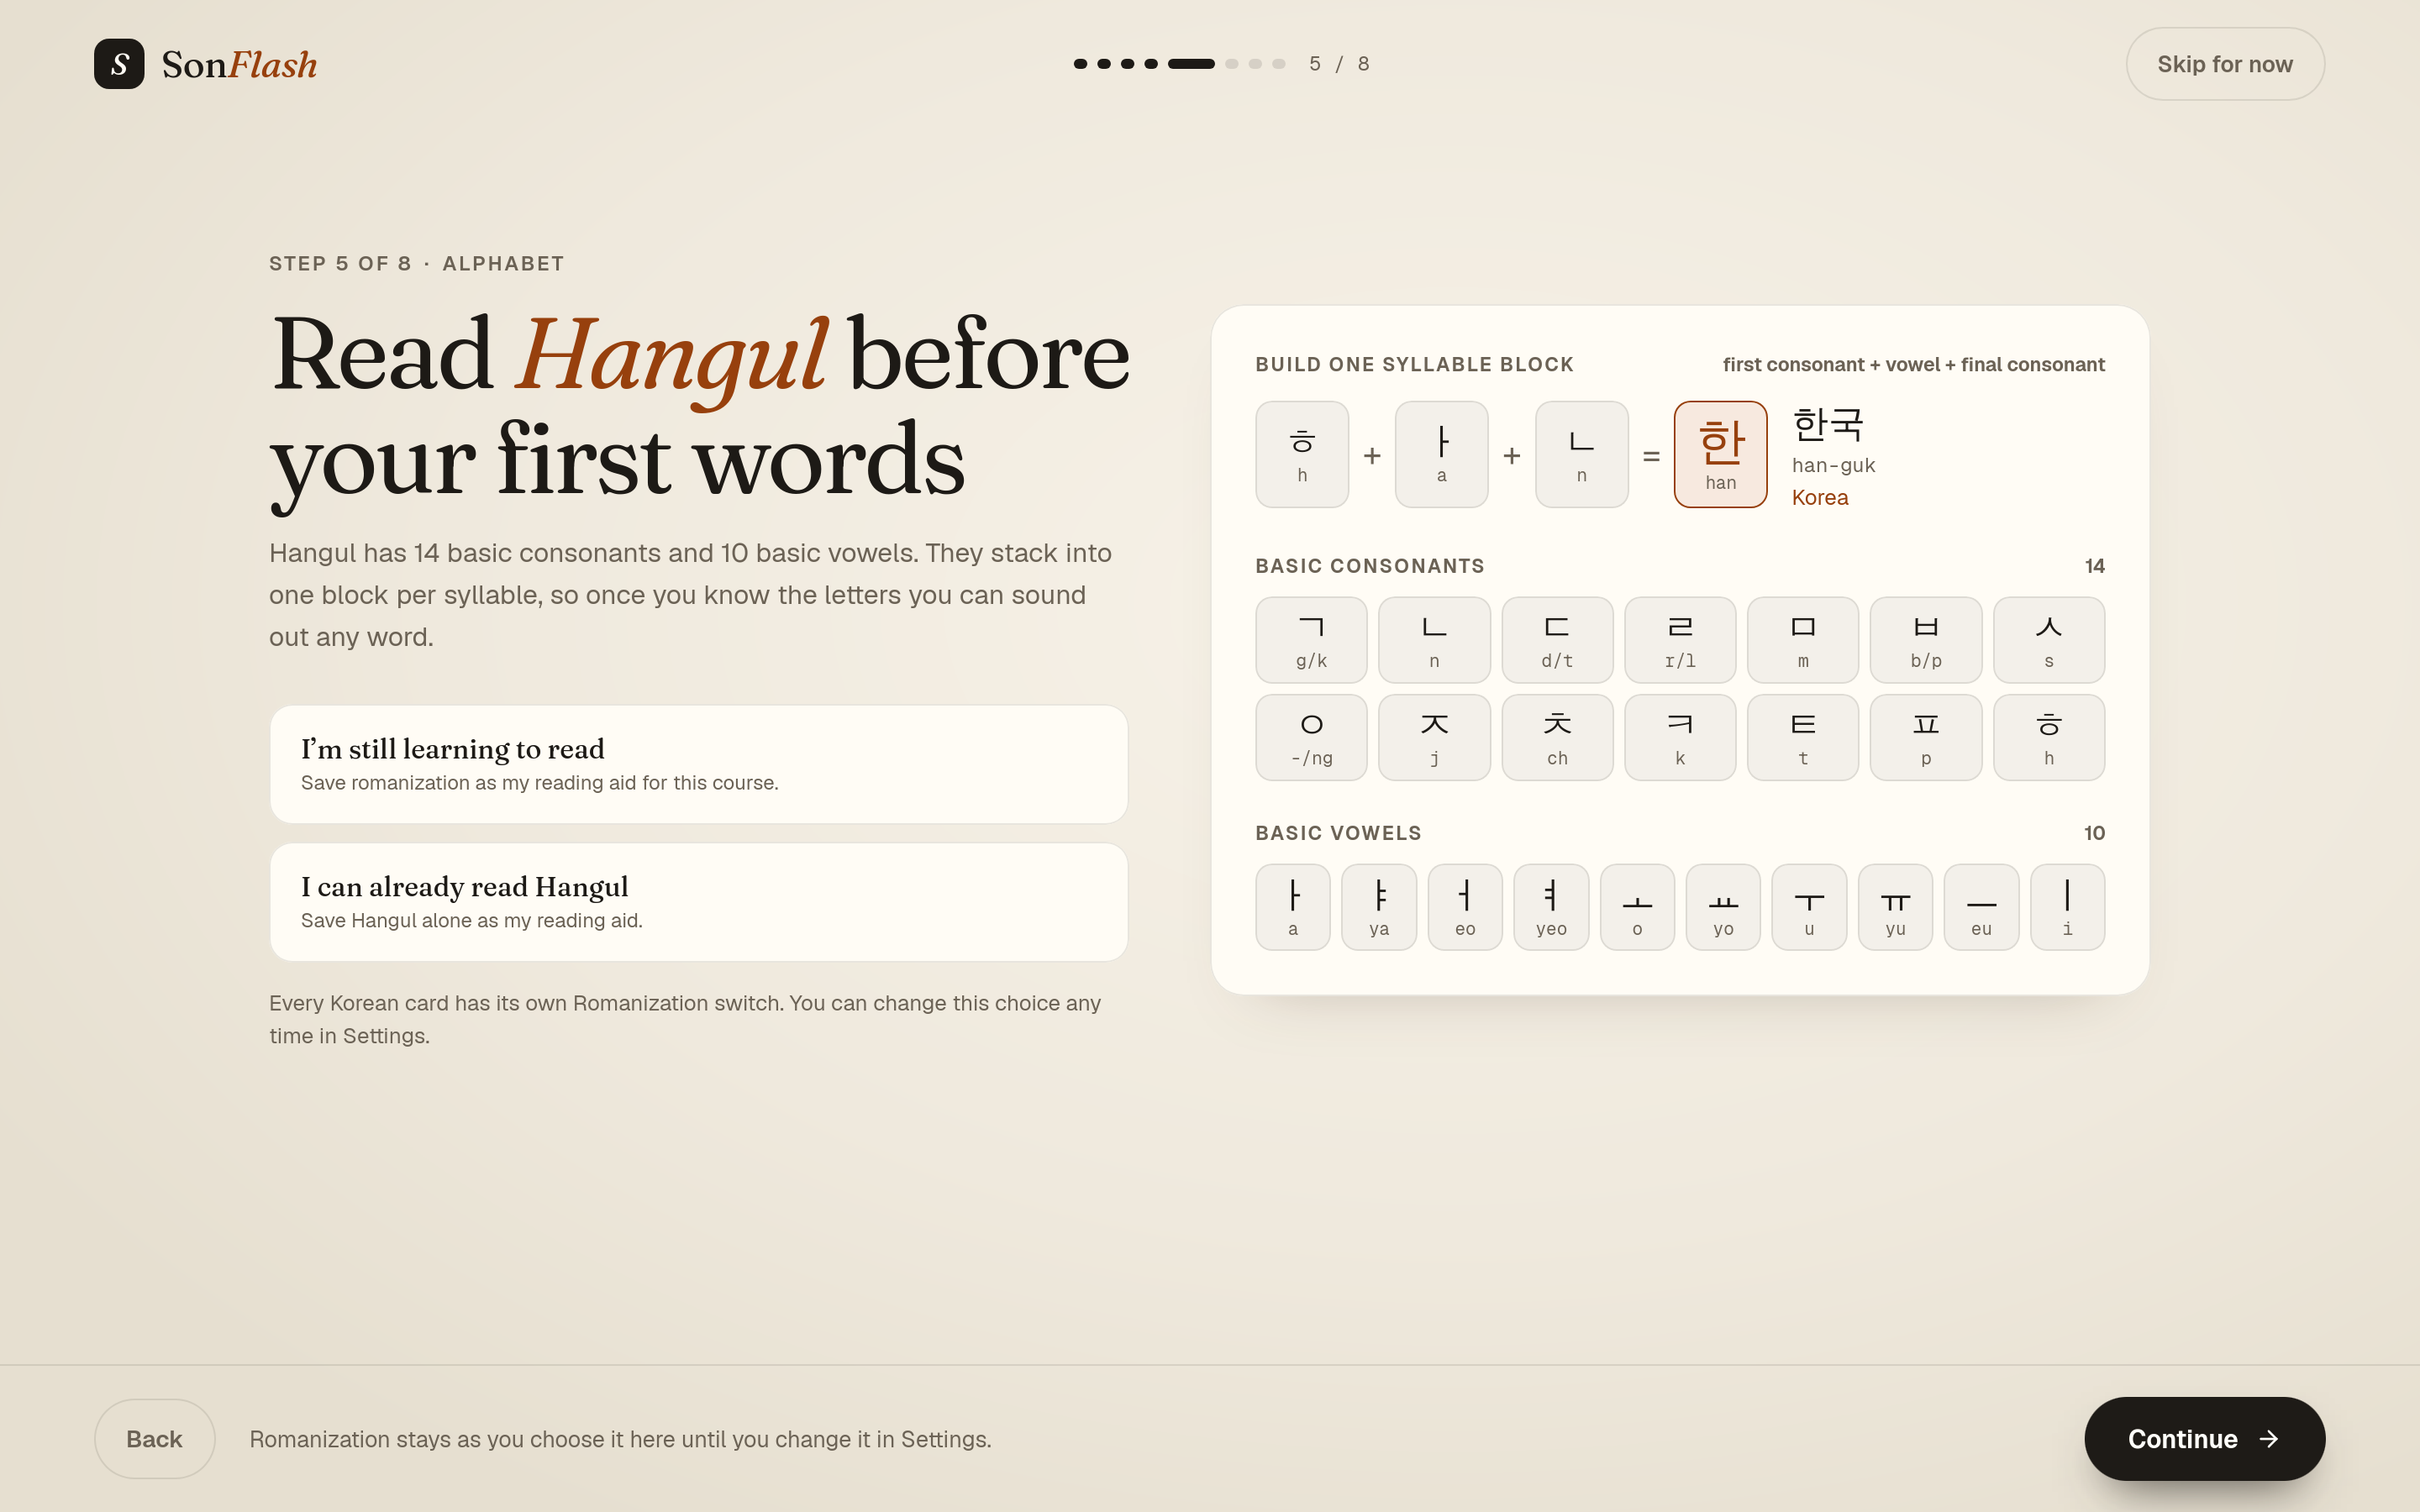 S SonFlash
5 / 8
Skip for now
STEP 5 OF 8 · ALPHABET
Read Hangul before
your first words
Hangul has 14 basic consonants and 10 basic vowels. They stack into
one block per syllable, so once you know the letters you can sound
out any word.
I’m still learning to read
Save romanization as my reading aid for this course.
I can already read Hangul
Save Hangul alone as my reading aid.
Every Korean card has its own Romanization switch. You can change this choice any
time in Settings.
BUILD ONE SYLLABLE BLOCK first consonant + vowel + final consonant
ㅎ + ㅏ + ㄴ = 한 한국
h a n han han-guk
Korea
BASIC CONSONANTS 14
ㄱ ㄴ ㄷ ㄹ ㅁ ㅂ ㅅ
g/k n d/t r/l m b/p s
ㅇ ㅈ ㅊ ㅋ ㅌ ㅍ ㅎ
-/ng j ch k t p h
BASIC VOWELS 10
ㅏ ㅑ ㅓ ㅕ ㅗ ㅛ ㅜ ㅠ ㅡ ㅣ
a ya eo yeo o yo u yu eu i
Back Romanization stays as you choose it here until you change it in Settings. Continue →